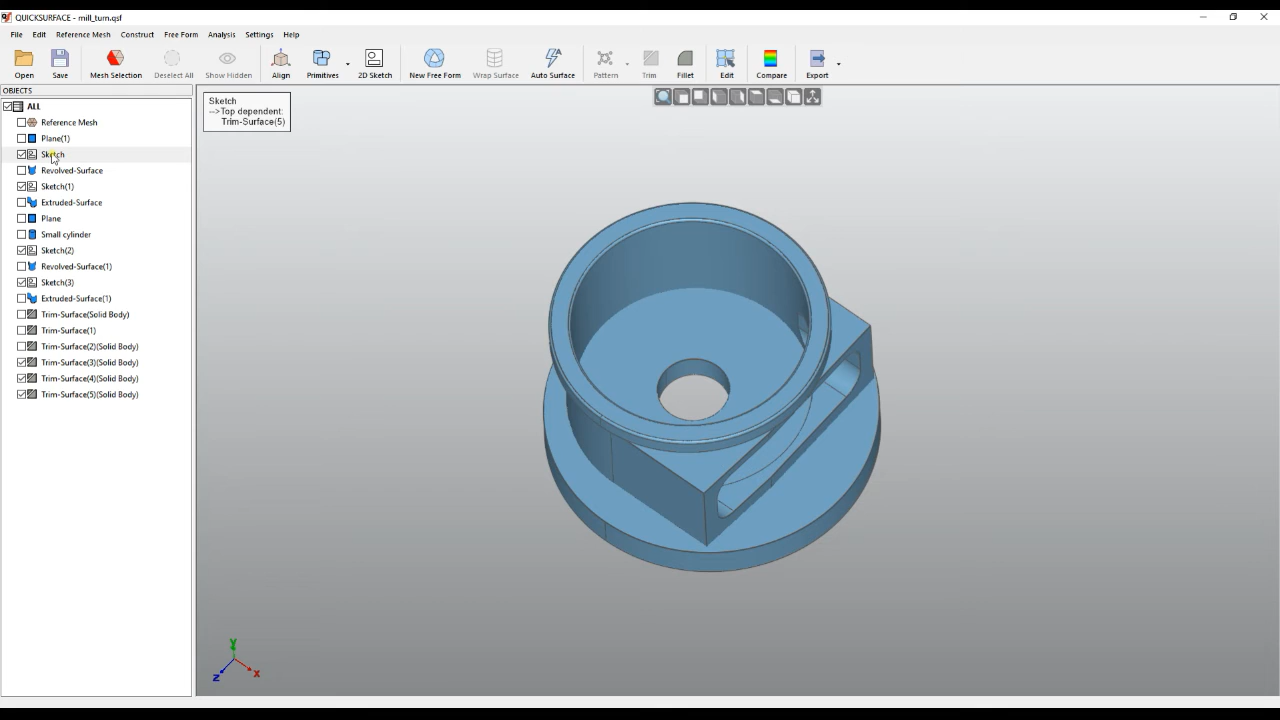 QUICKSURFACE - mill_turn.qsf
File Edit Reference Mesh Construct Free Form Analysis Settings Help
Open Save Mesh Selection Deselect All Show Hidden Align Primitives 2D Sketch New Free Form Wrap Surface Auto Surface Pattern Trim Fillet Edit Compare Export
OBJECTS
ALL
Reference Mesh
Plane(1)
Sketch
Revolved-Surface
Sketch(1)
Extruded-Surface
Plane
Small cylinder
Sketch(2)
Revolved-Surface(1)
Sketch(3)
Extruded-Surface(1)
Trim-Surface(Solid Body)
Trim-Surface(1)
Trim-Surface(2)(Solid Body)
Trim-Surface(3)(Solid Body)
Trim-Surface(4)(Solid Body)
Trim-Surface(5)(Solid Body)
Sketch
-->Top dependent:
Trim-Surface(5)
Y
Z
X